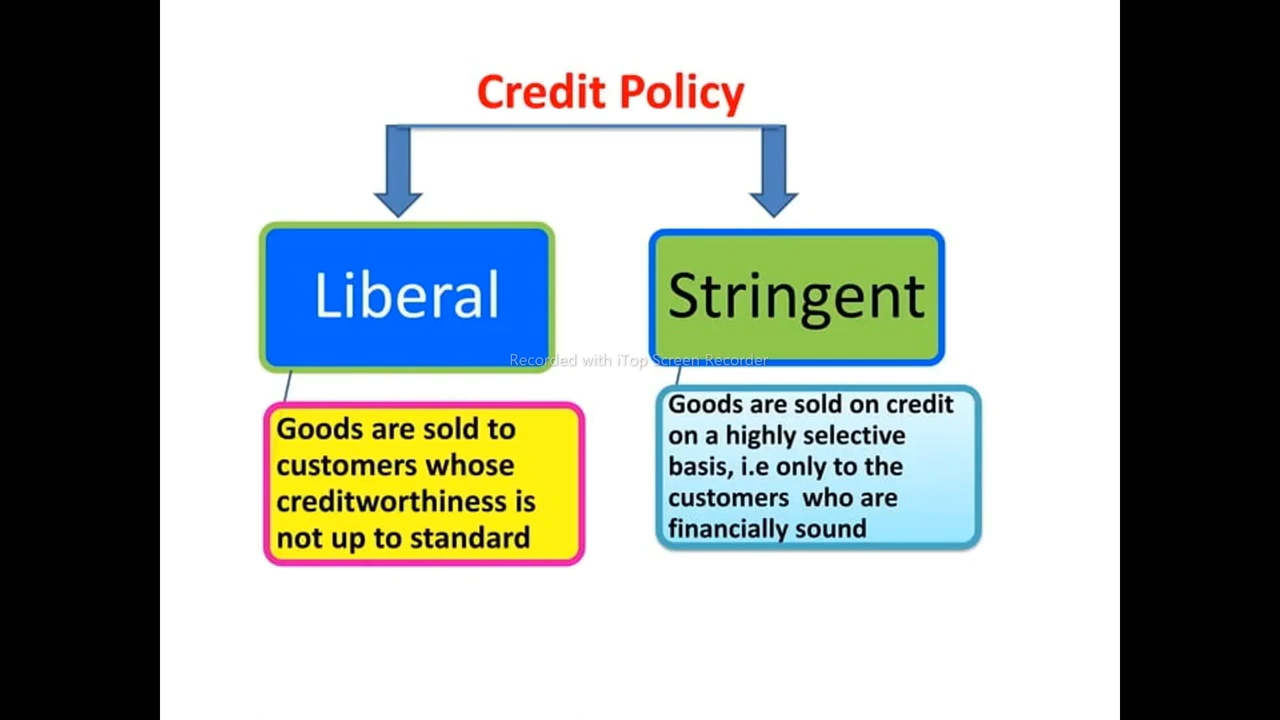 Credit Policy
Liberal
Stringent
Recorded with iTop Screen Recorder
Goods are sold to
customers whose
creditworthiness is
not up to standard
Goods are sold on credit
on a highly selective
basis, i.e only to the
customers who are
financially sound